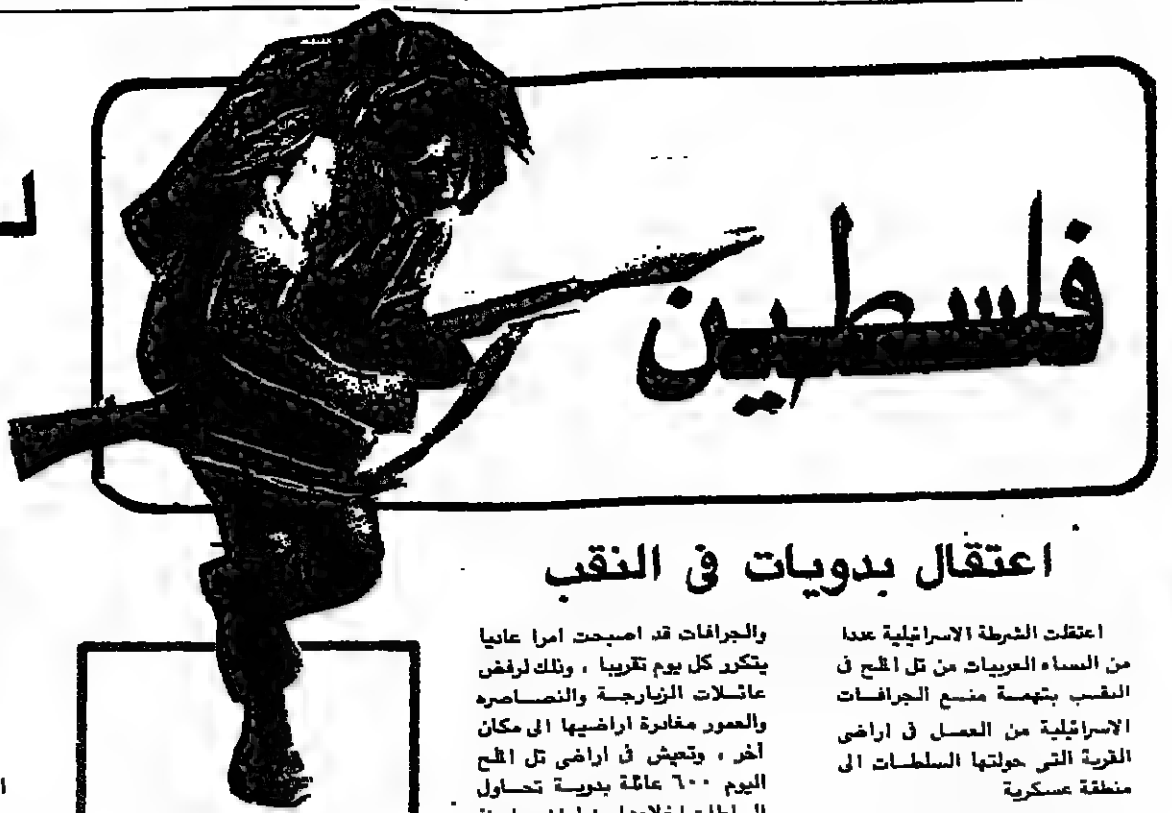 فلسطين
اعتقال بدويات فى النقب
اعتقلت الشرطة الاسرائيلية عددا
من النساء العربيات من تل الملح فى
النقب بتهمة منع الجرافات
الاسرائيلية من العمل فى اراضى
القرية التى حولتها السلطات الى
منطقة عسكرية
والجرافات قد اصبحت امرا عاديا
يتكرر كل يوم تقريبا ، وذلك لرفض
عائلات الزبارجة والنصاصره
والعمور مغادرة اراضيها الى مكان
آخر ، وتعيش فى اراضى تل الملح
اليوم ٦٠٠ عائلة بدوية تحاول